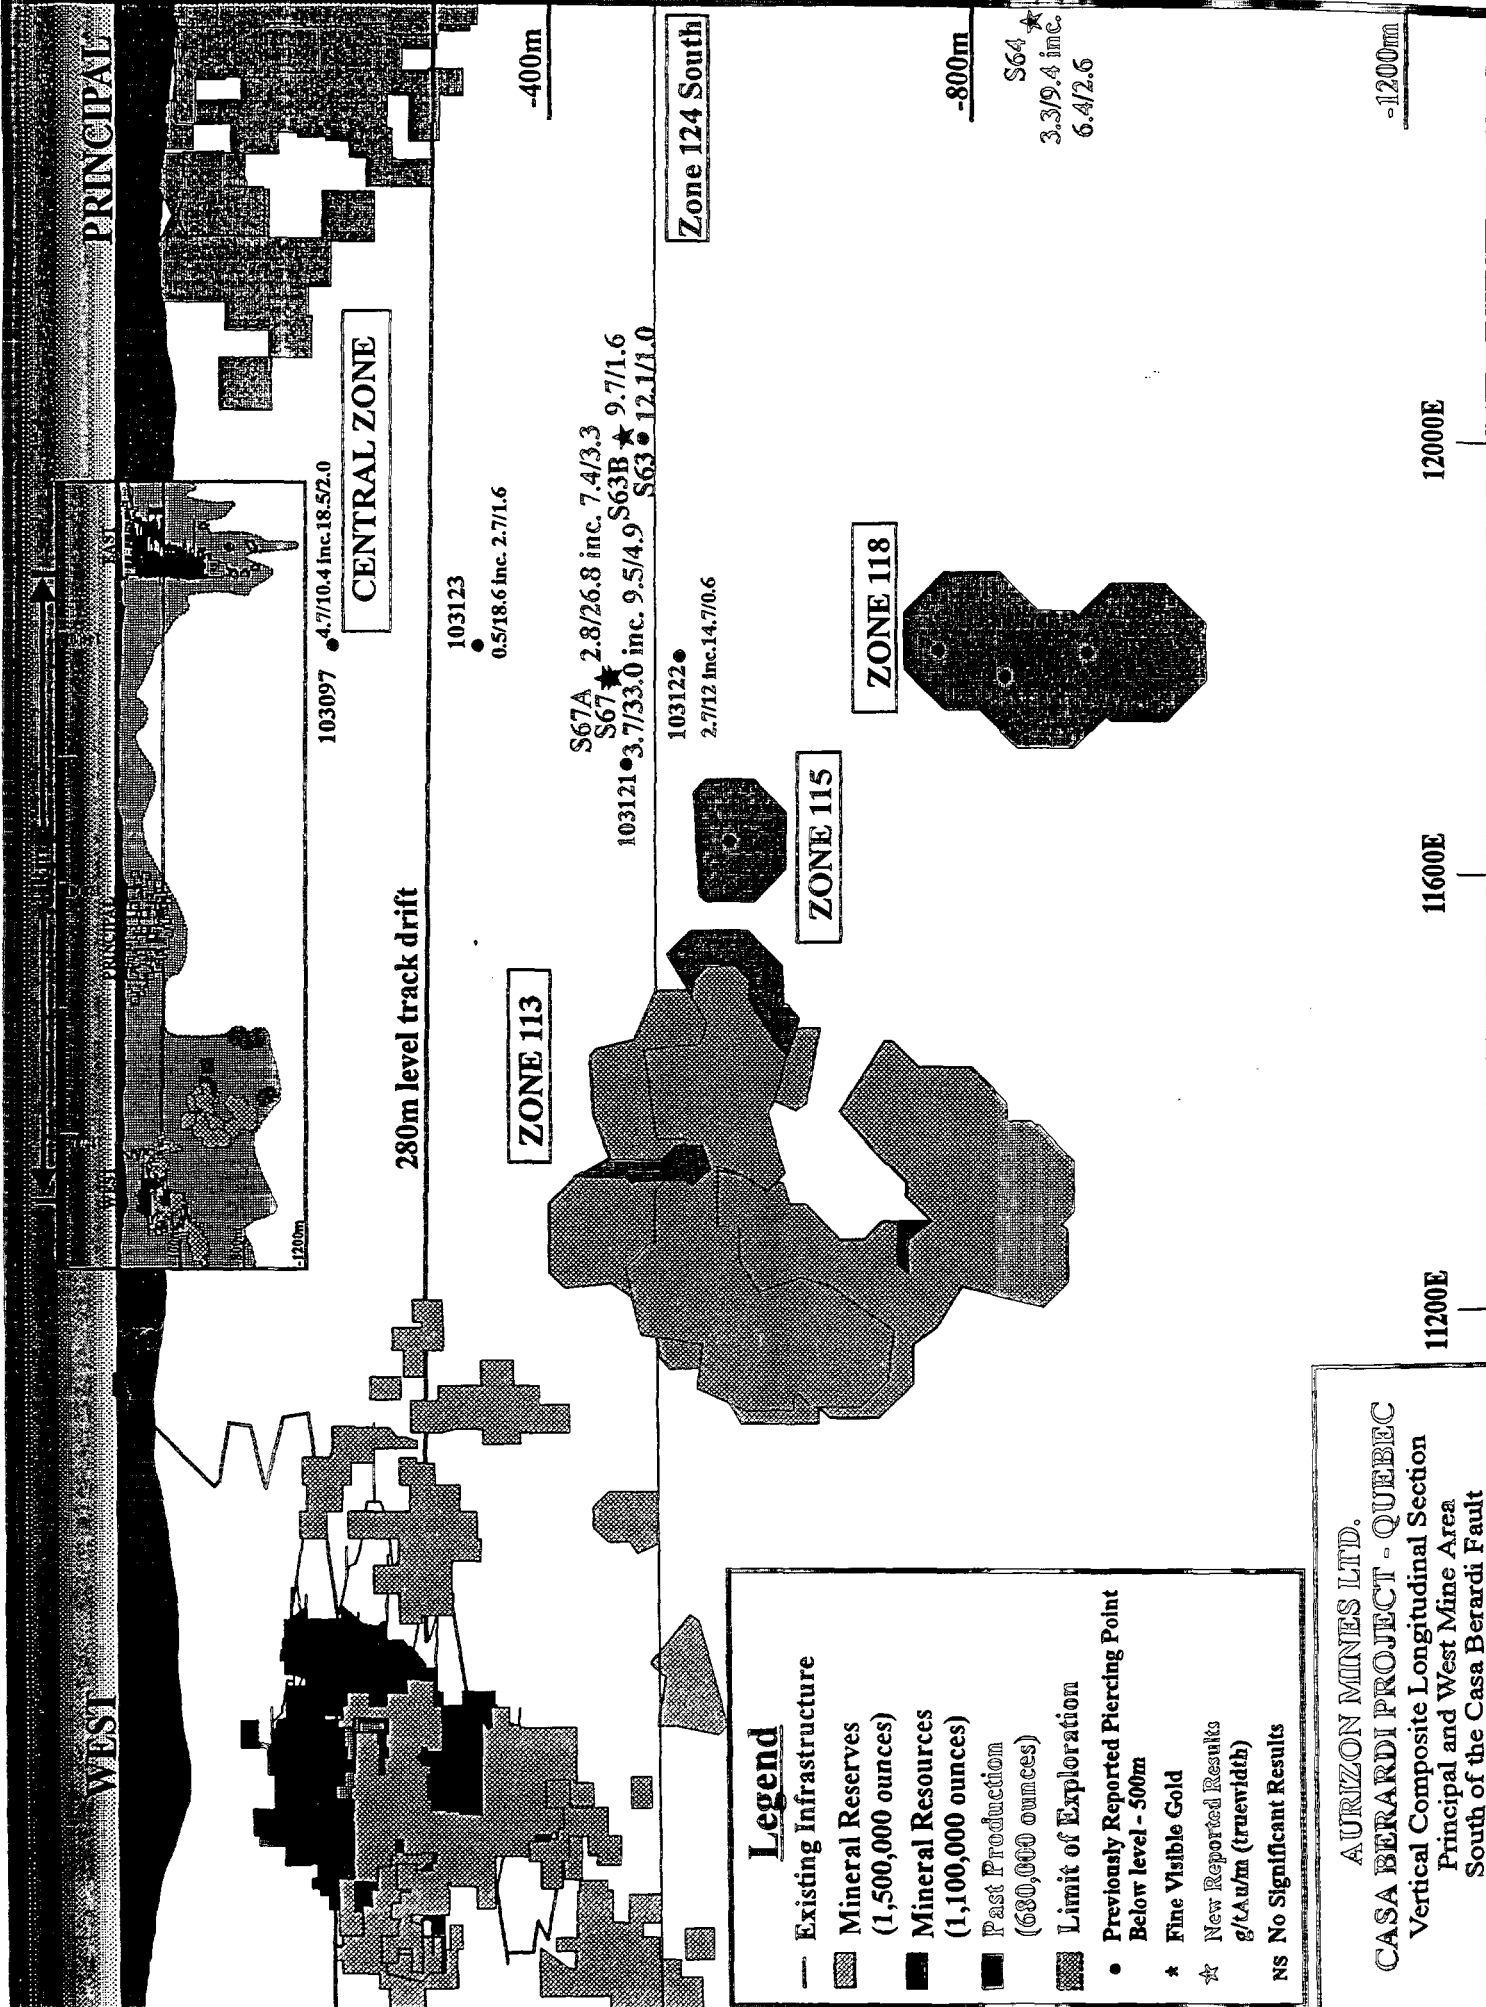 WEST
PRINCIPAL
WEST
PRINCIPAL
EAST
-1200m
103097
4.7/10.4 inc.18.5/2.0
CENTRAL ZONE
280m level track drift
103123
0.5/18.6 inc. 2.7/1.6
-400m
ZONE 113
S67A 2.8/26.8 inc. 7.4/3.3
S67
103121 3.7/33.0 inc. 9.5/4.9
S63B 9.7/1.6
S63 12.1/1.0
103122
2.7/12 inc.14.7/0.6
Zone 124 South
ZONE 115
ZONE 118
-800m
S64
3.3/9.4 inc.
6.4/2.6
-1200m
11200E
11600E
12000E
Legend
Existing Infrastructure
Mineral Reserves
(1,500,000 ounces)
Mineral Resources
(1,100,000 ounces)
Past Production
(680,000 ounces)
Limit of Exploration
Previously Reported Piercing Point
Below level - 500m
Fine Visible Gold
New Reported Results
g/tAu/m (truewidth)
NS No Significant Results
AURIZON MINES LTD.
CASA BERARDI PROJECT - QUEBEC
Vertical Composite Longitudinal Section
Principal and West Mine Area
South of the Casa Berardi Fault